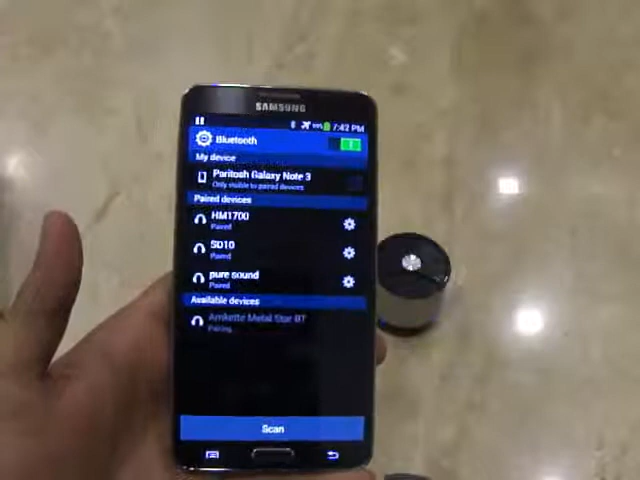 SAMSUNG
7:42 PM
Bluetooth
My device
Paritosh Galaxy Note 3
Only visible to paired devices
Paired devices
HM1700
Paired
SD10
Paired
pure sound
Paired
Available devices
Amkette Metal Star BT
Pairing...
Scan